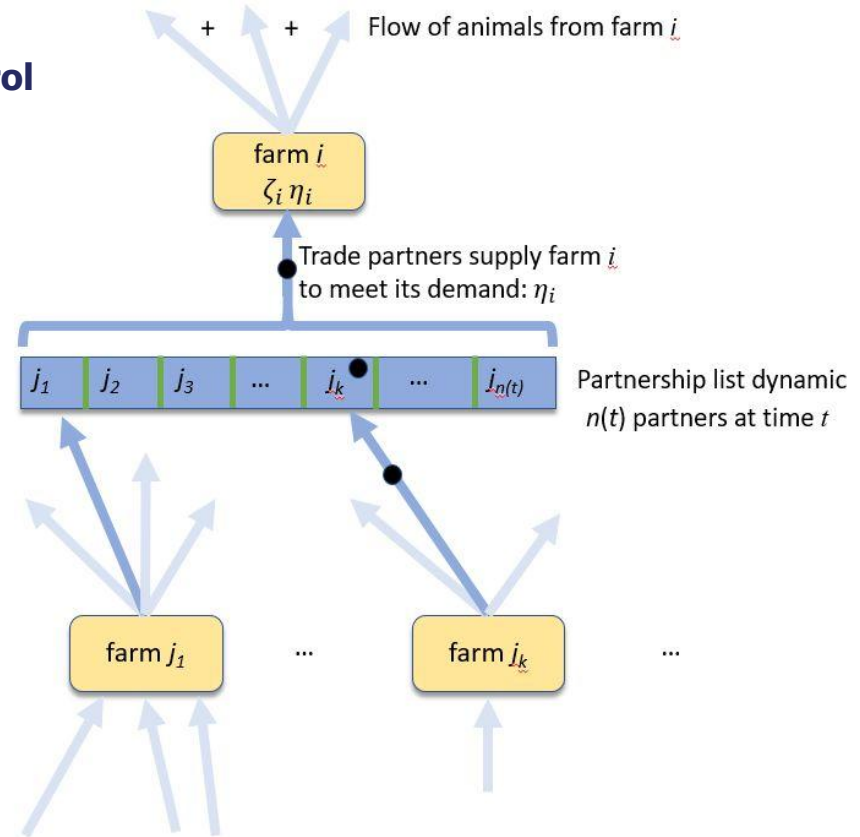 + + Flow of animals from farm i
rol
farm i
ζi ηi
Trade partners supply farm i
to meet its demand: ηi
j1 j2 j3 ... jk ... jn(t)
Partnership list dynamic
n(t) partners at time t
farm j1 ... farm jk ...